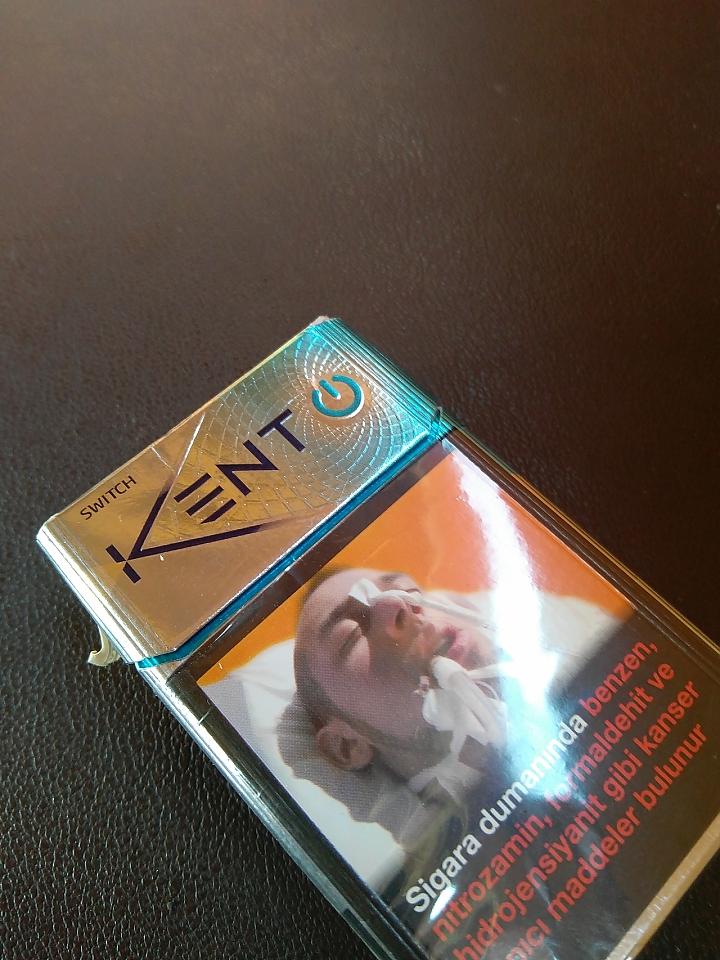 SWITCH
KENT
Sigara dumanında benzen,
nitrozamin, formaldehit ve
hidrojensiyanit gibi kanser
maddeler bulunur